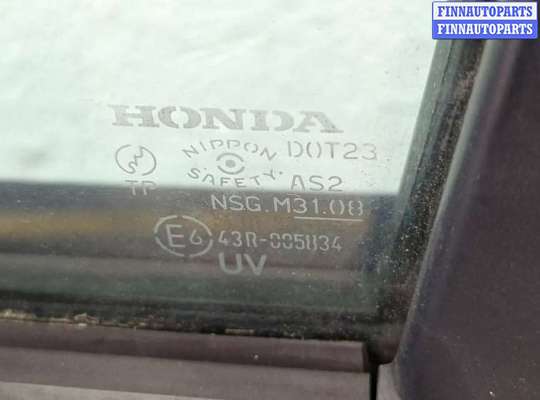 FINNAUTOPARTS
FINNAUTOPARTS
HONDA
NIPPON DOT23
TP SAFETY. AS2
NSG.M31.08
E6 43R-005834
UV